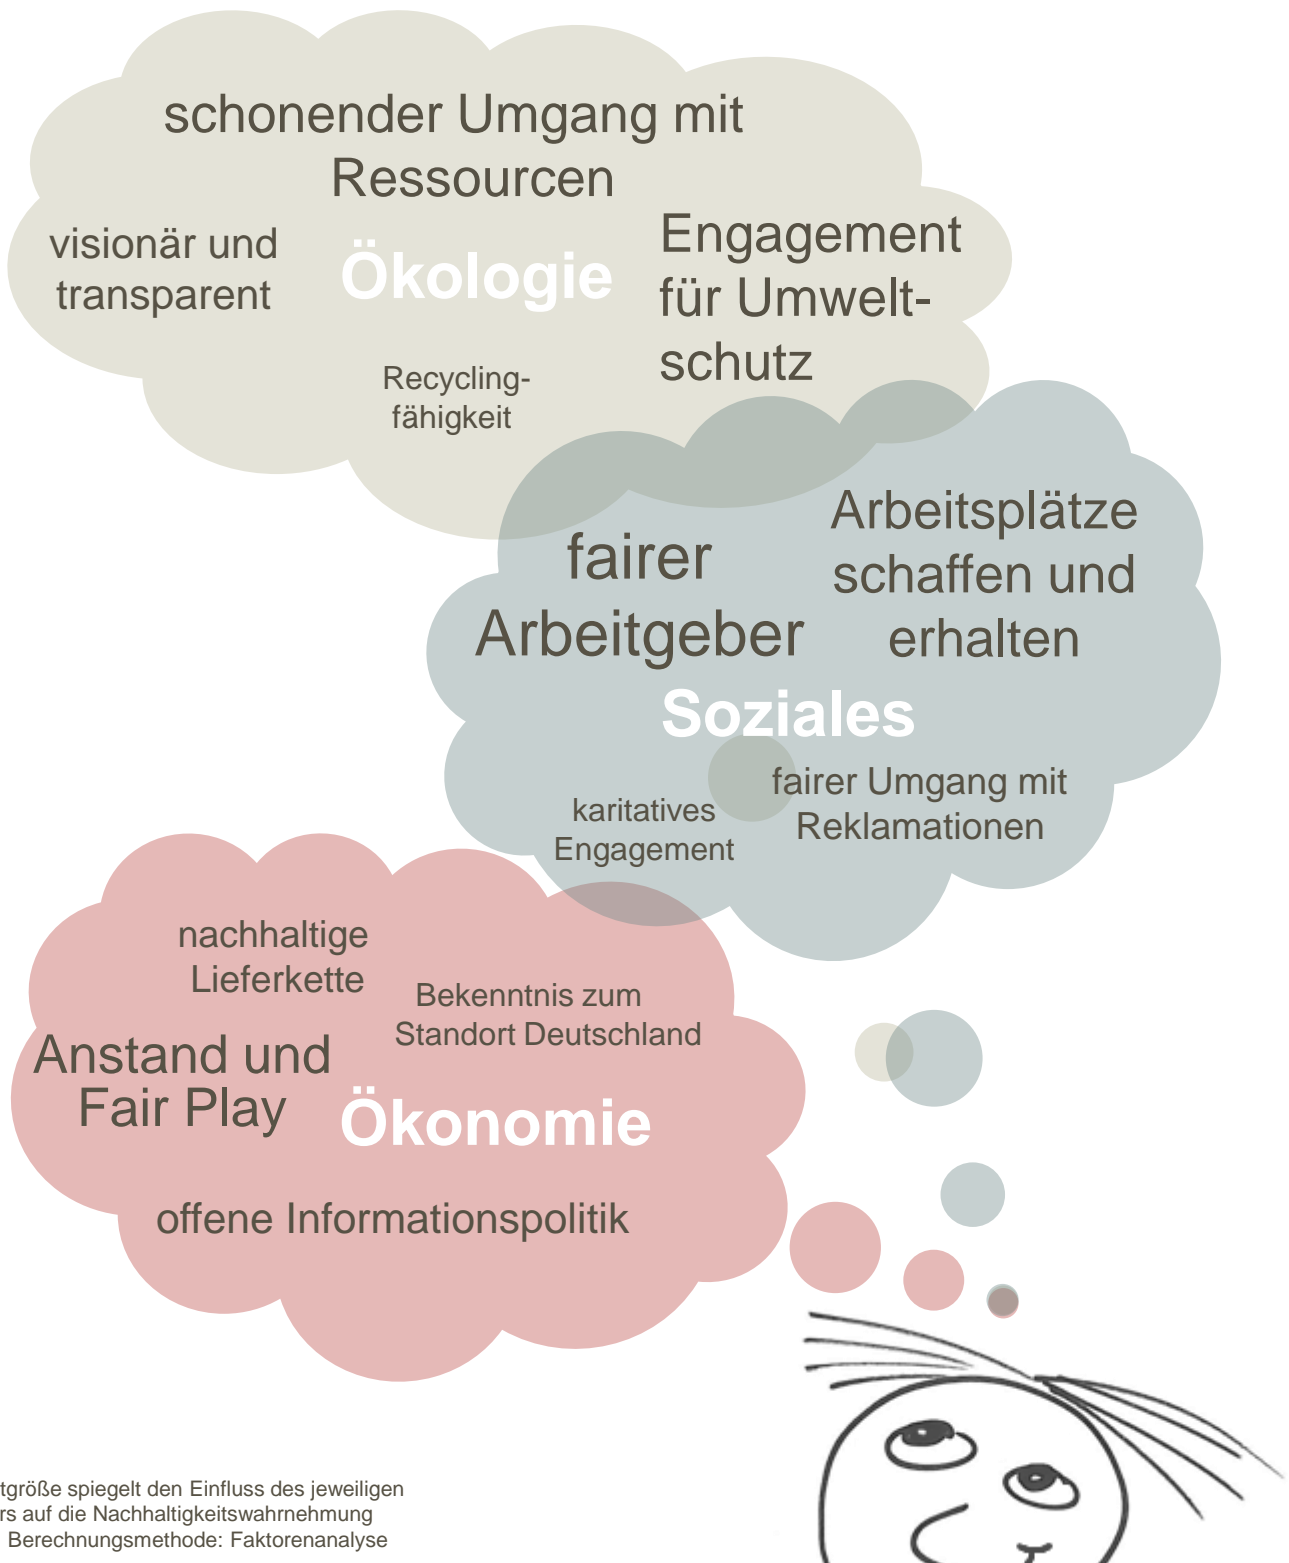 schonender Umgang mit
Ressourcen
visionär und
transparent
Ökologie
Engagement
für Umwelt-
schutz
Recycling-
fähigkeit
fairer
Arbeitgeber
Arbeitsplätze
schaffen und
erhalten
Soziales
karitatives
Engagement
fairer Umgang mit
Reklamationen
nachhaltige
Lieferkette
Bekenntnis zum
Standort Deutschland
Anstand und
Fair Play
Ökonomie
offene Informationspolitik
tgröße spiegelt den Einfluss des jeweiligen
rs auf die Nachhaltigkeitswahrnehmung
Berechnungsmethode: Faktorenanalyse